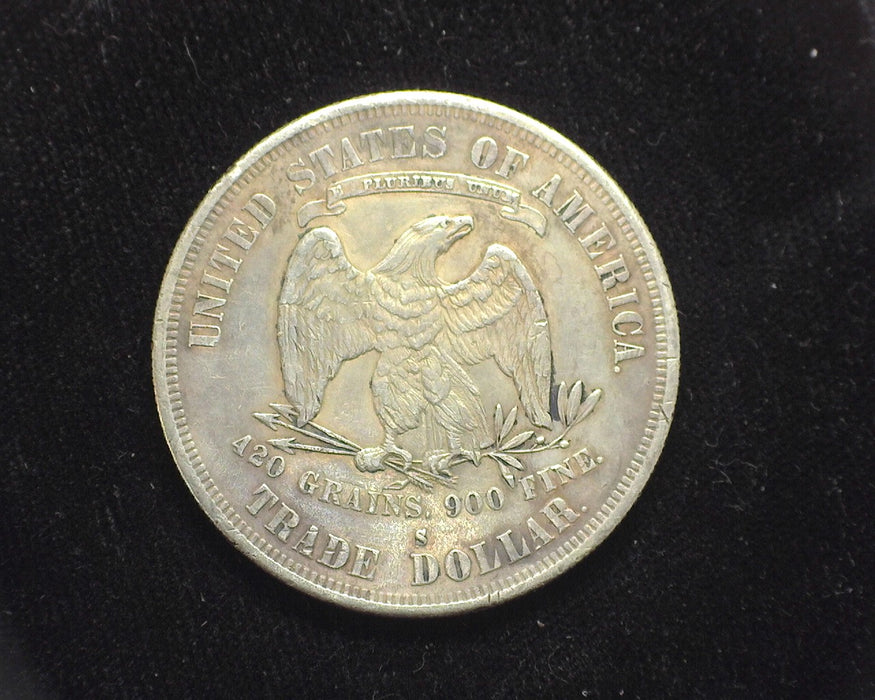 UNITED STATES OF AMERICA.
E PLURIBUS UNUM
420 GRAINS, 900 FINE.
S
TRADE DOLLAR.